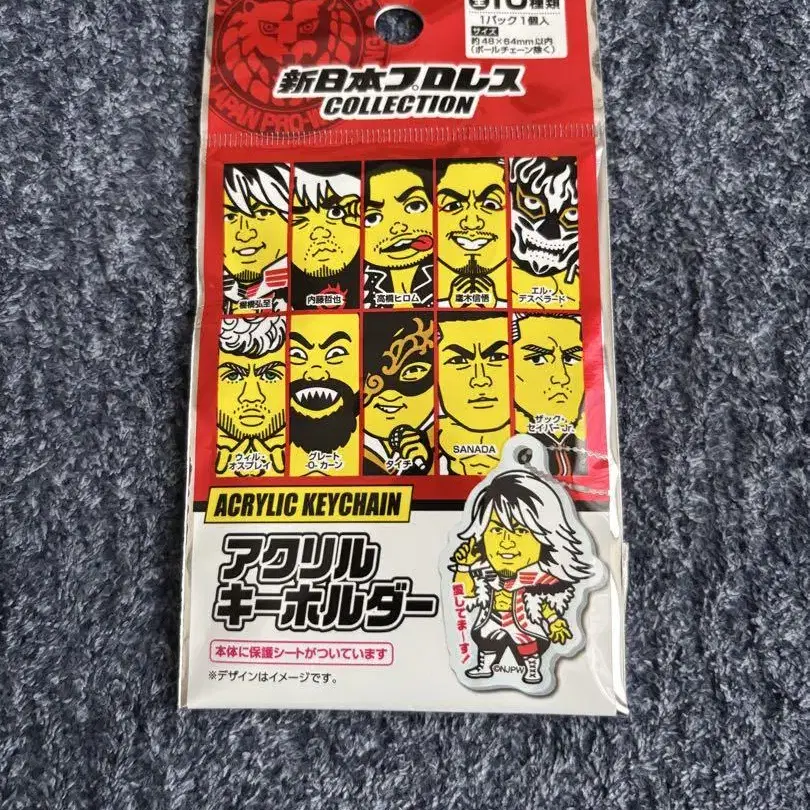 全10種類
1パック1個入
サイズ
約48×64mm以内
(ボールチェーン除く)
JAPAN PRO-
新日本プロレス
COLLECTION
棚橋弘至
内藤哲也
高橋ヒロム
鷹木信悟
エル・
デスペラード
ウィル・
オスプレイ
グレート
-O-カーン
タイチ
SANADA
ザック・
セイバーJr.
ACRYLIC KEYCHAIN
アクリル
キーホルダー
愛してまーす!
©NJPW
本体に保護シートがついています
※デザインはイメージです。